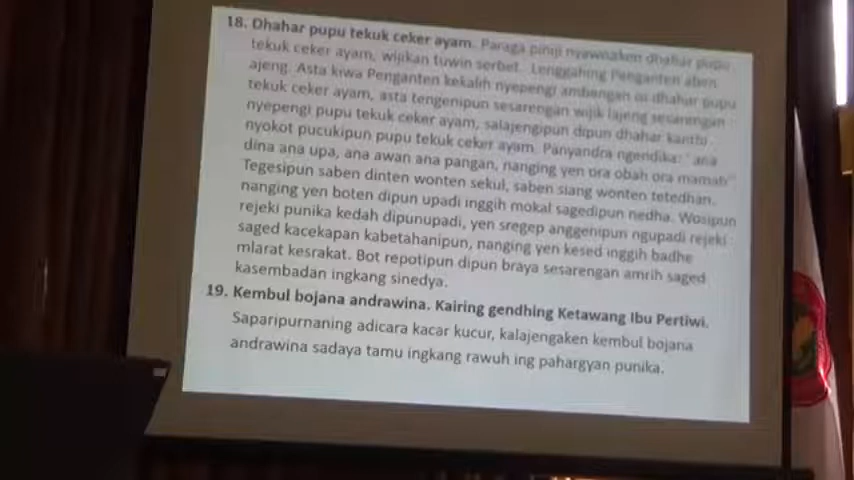 18. Dhahar pupu tekuk ceker ayam. Paraga piniji nyawisaken dhahar pupu
tekuk ceker ayam, wijikan tuwin serbet. Lenggahing Penganten aben
ajeng. Asta kiwa Penganten kekalih nyepengi ambengan isi dhahar pupu
tekuk ceker ayam, asta tengenipun sesarengan wijik lajeng sesarengan
nyepengi pupu tekuk ceker ayam, salajengipun dipun dhahar kanthi
nyokot pucukipun pupu tekuk ceker ayam. Panyandra ngendika: " ana
dina ana upa, ana awan ana pangan, nanging yen ora obah ora mamah"
Tegesipun saben dinten wonten sekul, saben siang wonten tetedhan.
nanging yen boten dipun upadi inggih mokal sagedipun nedha. Wosipun
rejeki punika kedah dipunupadi, yen sregep anggenipun ngupadi rejeki
saged kacekapan kabetahanipun, nanging yen kesed inggih badhe
mlarat kesrakat. Bot repotipun dipun braya sesarengan amrih saged
kasembadan ingkang sinedya.
19. Kembul bojana andrawina. Kairing gendhing Ketawang Ibu Pertiwi.
Saparipurnaning adicara kacar kucur, kalajengaken kembul bojana
andrawina sadaya tamu ingkang rawuh ing pahargyan punika.